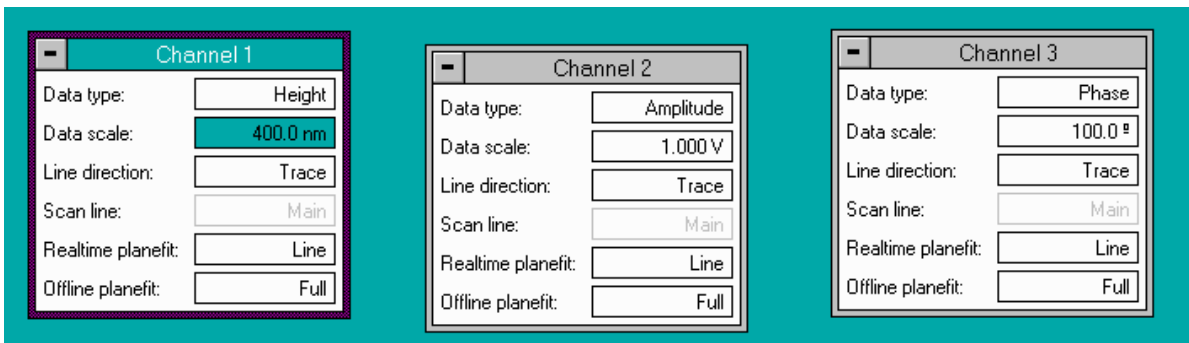 Channel 1
Data type: Height
Data scale: 400.0 nm
Line direction: Trace
Scan line: Main
Realtime planefit: Line
Offline planefit: Full
Channel 2
Data type: Amplitude
Data scale: 1.000 V
Line direction: Trace
Scan line: Main
Realtime planefit: Line
Offline planefit: Full
Channel 3
Data type: Phase
Data scale: 100.0 º
Line direction: Trace
Scan line: Main
Realtime planefit: Line
Offline planefit: Full